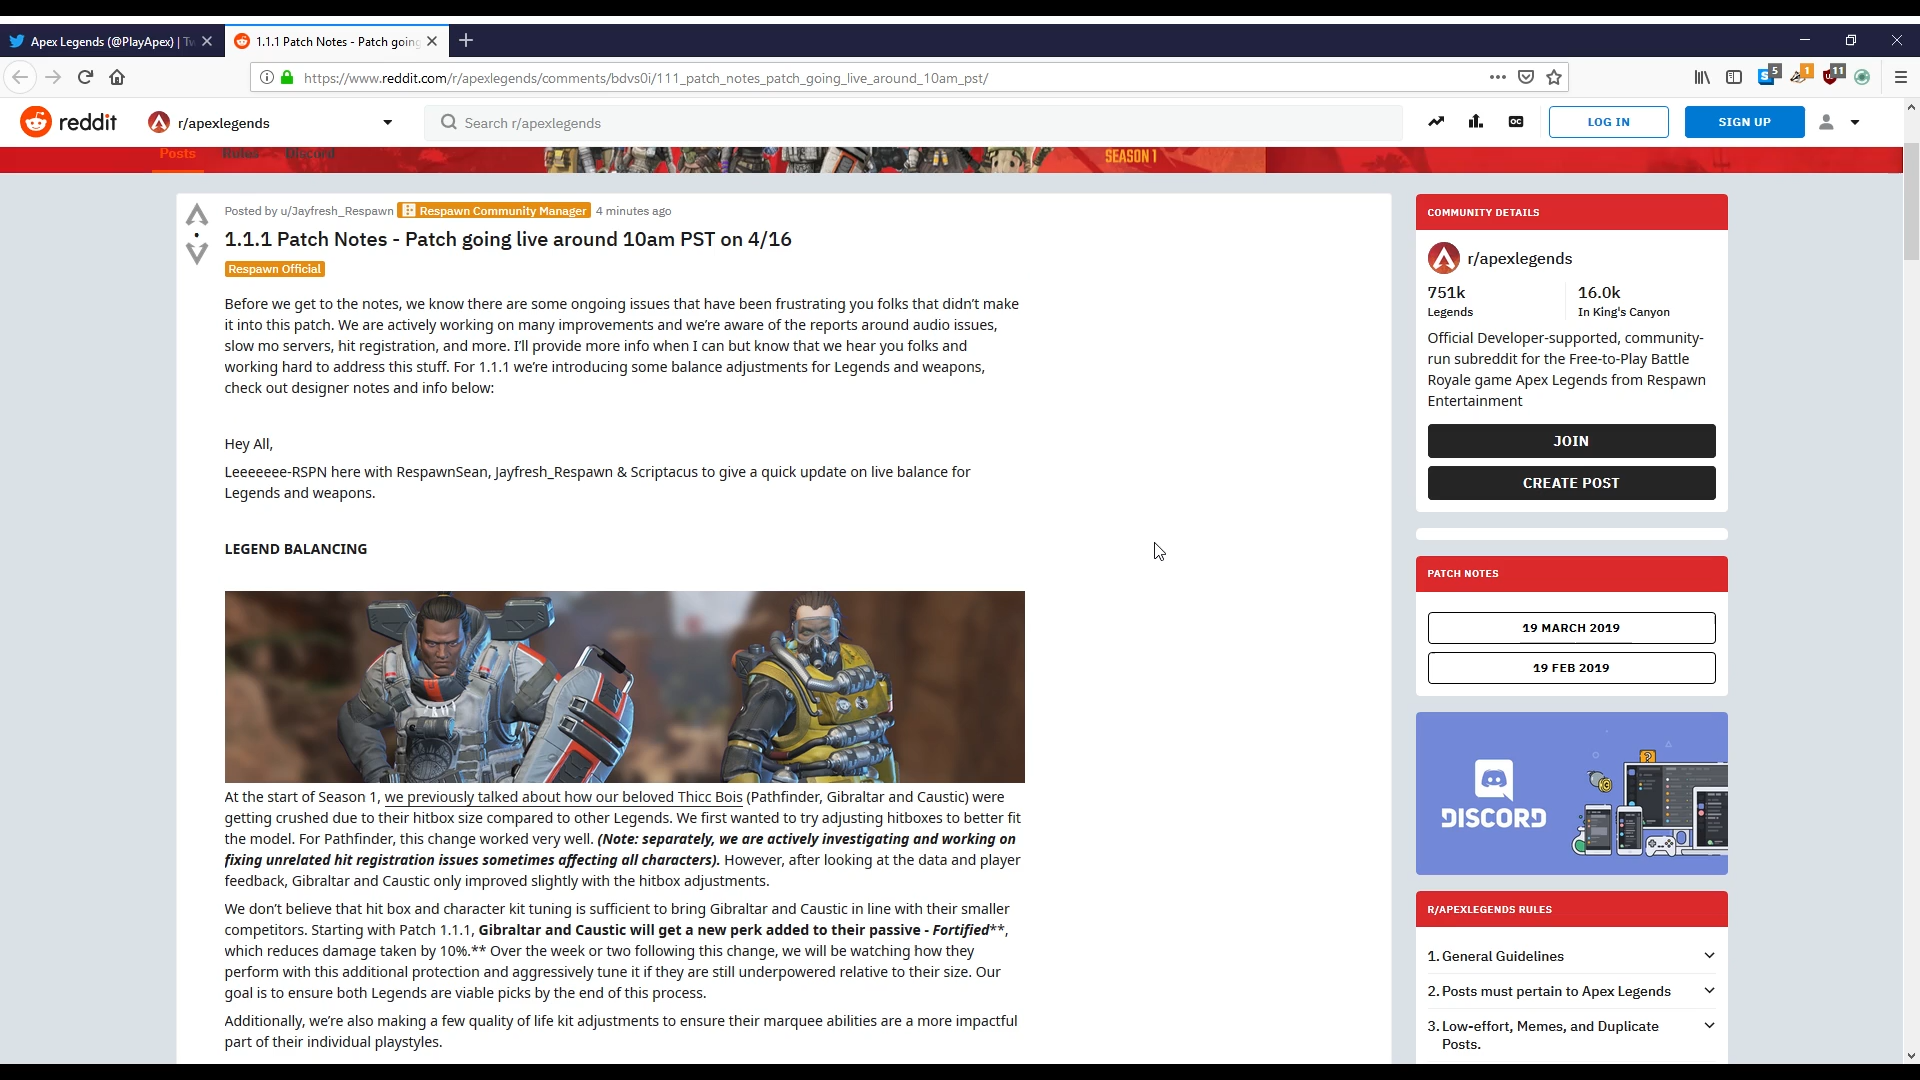 Apex Legends (@PlayApex) | Tw
1.1.1 Patch Notes - Patch going
https://www.reddit.com/r/apexlegends/comments/bdvs0i/111_patch_notes_patch_going_live_around_10am_pst/
5
1
11
reddit
r/apexlegends
Search r/apexlegends
LOG IN
SIGN UP
Posts
Rules
Discord
SEASON 1
Posted by u/Jayfresh_Respawn Respawn Community Manager 4 minutes ago
1.1.1 Patch Notes - Patch going live around 10am PST on 4/16
Respawn Official
Before we get to the notes, we know there are some ongoing issues that have been frustrating you folks that didn’t make
it into this patch. We are actively working on many improvements and we’re aware of the reports around audio issues,
slow mo servers, hit registration, and more. I’ll provide more info when I can but know that we hear you folks and
working hard to address this stuff. For 1.1.1 we’re introducing some balance adjustments for Legends and weapons,
check out designer notes and info below:
Hey All,
Leeeeeee-RSPN here with RespawnSean, Jayfresh_Respawn & Scriptacus to give a quick update on live balance for
Legends and weapons.
LEGEND BALANCING
At the start of Season 1, we previously talked about how our beloved Thicc Bois (Pathfinder, Gibraltar and Caustic) were
getting crushed due to their hitbox size compared to other Legends. We first wanted to try adjusting hitboxes to better fit
the model. For Pathfinder, this change worked very well. (Note: separately, we are actively investigating and working on
fixing unrelated hit registration issues sometimes affecting all characters). However, after looking at the data and player
feedback, Gibraltar and Caustic only improved slightly with the hitbox adjustments.
We don’t believe that hit box and character kit tuning is sufficient to bring Gibraltar and Caustic in line with their smaller
competitors. Starting with Patch 1.1.1, Gibraltar and Caustic will get a new perk added to their passive - Fortified**,
which reduces damage taken by 10%.** Over the week or two following this change, we will be watching how they
perform with this additional protection and aggressively tune it if they are still underpowered relative to their size. Our
goal is to ensure both Legends are viable picks by the end of this process.
Additionally, we’re also making a few quality of life kit adjustments to ensure their marquee abilities are a more impactful
part of their individual playstyles.
COMMUNITY DETAILS
r/apexlegends
751k
Legends
16.0k
In King's Canyon
Official Developer-supported, community-
run subreddit for the Free-to-Play Battle
Royale game Apex Legends from Respawn
Entertainment
JOIN
CREATE POST
PATCH NOTES
19 MARCH 2019
19 FEB 2019
DISCORD
R/APEXLEGENDS RULES
1. General Guidelines
2. Posts must pertain to Apex Legends
3. Low-effort, Memes, and Duplicate
Posts.